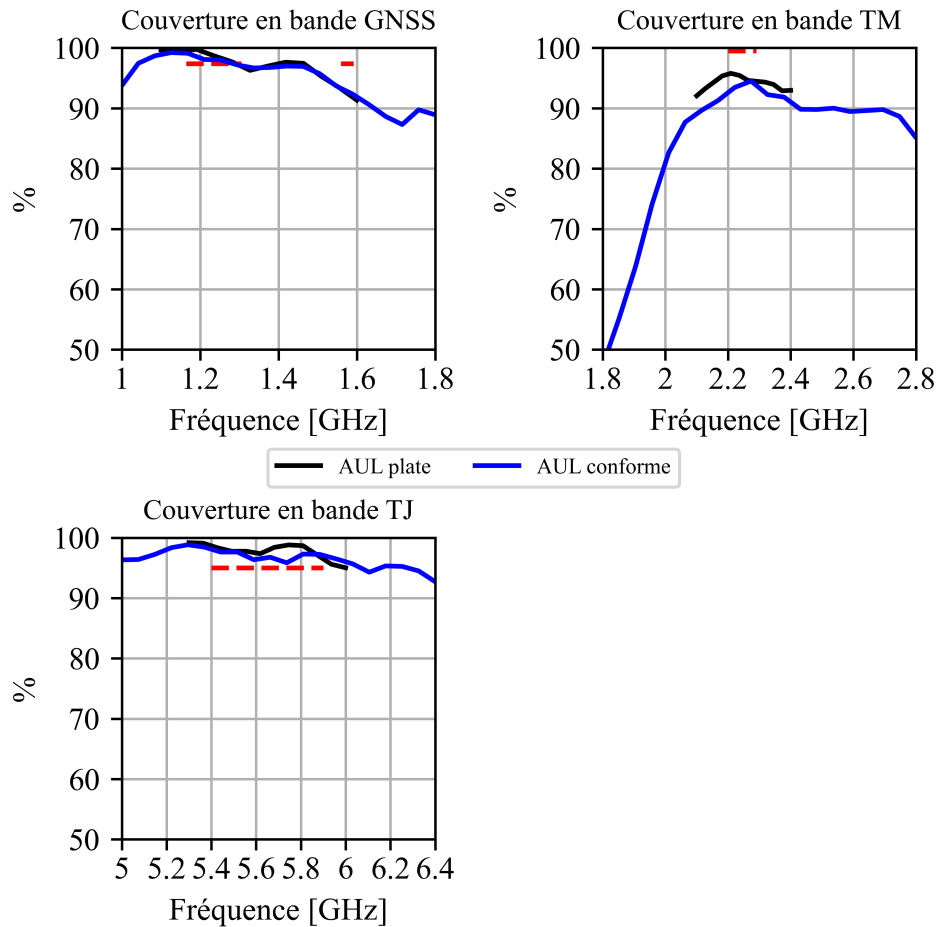 Couverture en bande GNSS
100
90
80
70
60
50
%
1 1.2 1.4 1.6 1.8
Fréquence [GHz]
Couverture en bande TM
100
90
80
70
60
50
%
1.8 2 2.2 2.4 2.6 2.8
Fréquence [GHz]
AUL plate AUL conforme
Couverture en bande TJ
100
90
80
70
60
50
%
5 5.2 5.4 5.6 5.8 6 6.2 6.4
Fréquence [GHz]